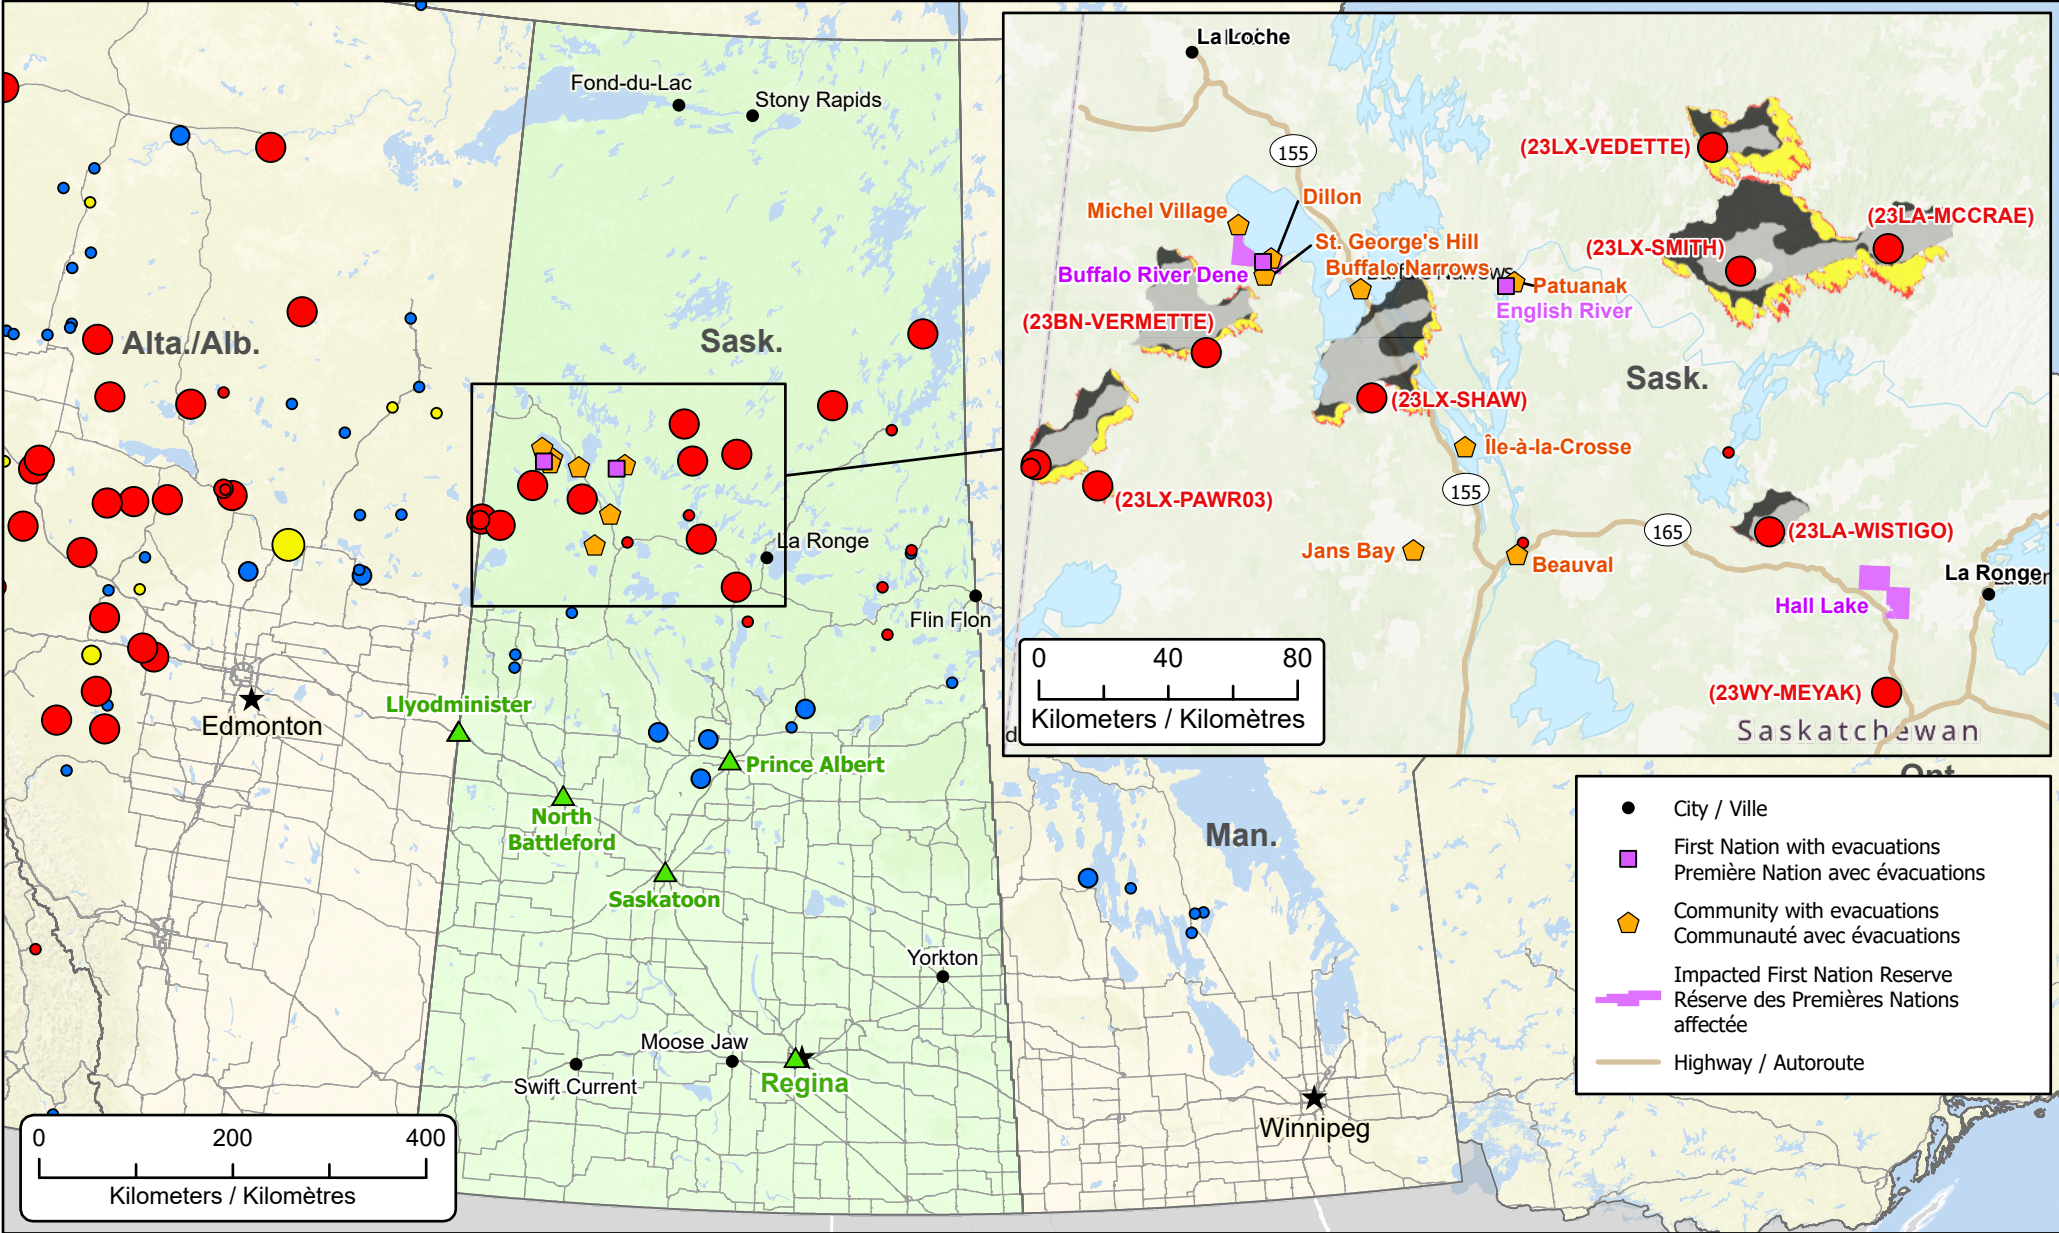 Fond-du-Lac
Stony Rapids
Alta./Alb.
Sask.
La Ronge
Flin Flon
Edmonton
Llyodminister
Prince Albert
North
Battleford
Saskatoon
Yorkton
Moose Jaw
Swift Current
Regina
Man.
Winnipeg
Ont
0 200 400
Kilometers / Kilomètres
La Loche
155
(23LX-VEDETTE)
Dillon
Michel Village
(23LA-MCCRAE)
St. George's Hill
(23LX-SMITH)
Buffalo Narrows
Buffalo River Dene
Patuanak
English River
(23BN-VERMETTE)
Sask.
(23LX-SHAW)
Île-à-la-Crosse
155
(23LX-PAWR03)
165
(23LA-WISTIGO)
Jans Bay
Beauval
La Ronge
Hall Lake
(23WY-MEYAK)
Saskatchewan
0 40 80
Kilometers / Kilomètres
City / Ville
First Nation with evacuations
Première Nation avec évacuations
Community with evacuations
Communauté avec évacuations
Impacted First Nation Reserve
Réserve des Premières Nations
affectée
Highway / Autoroute